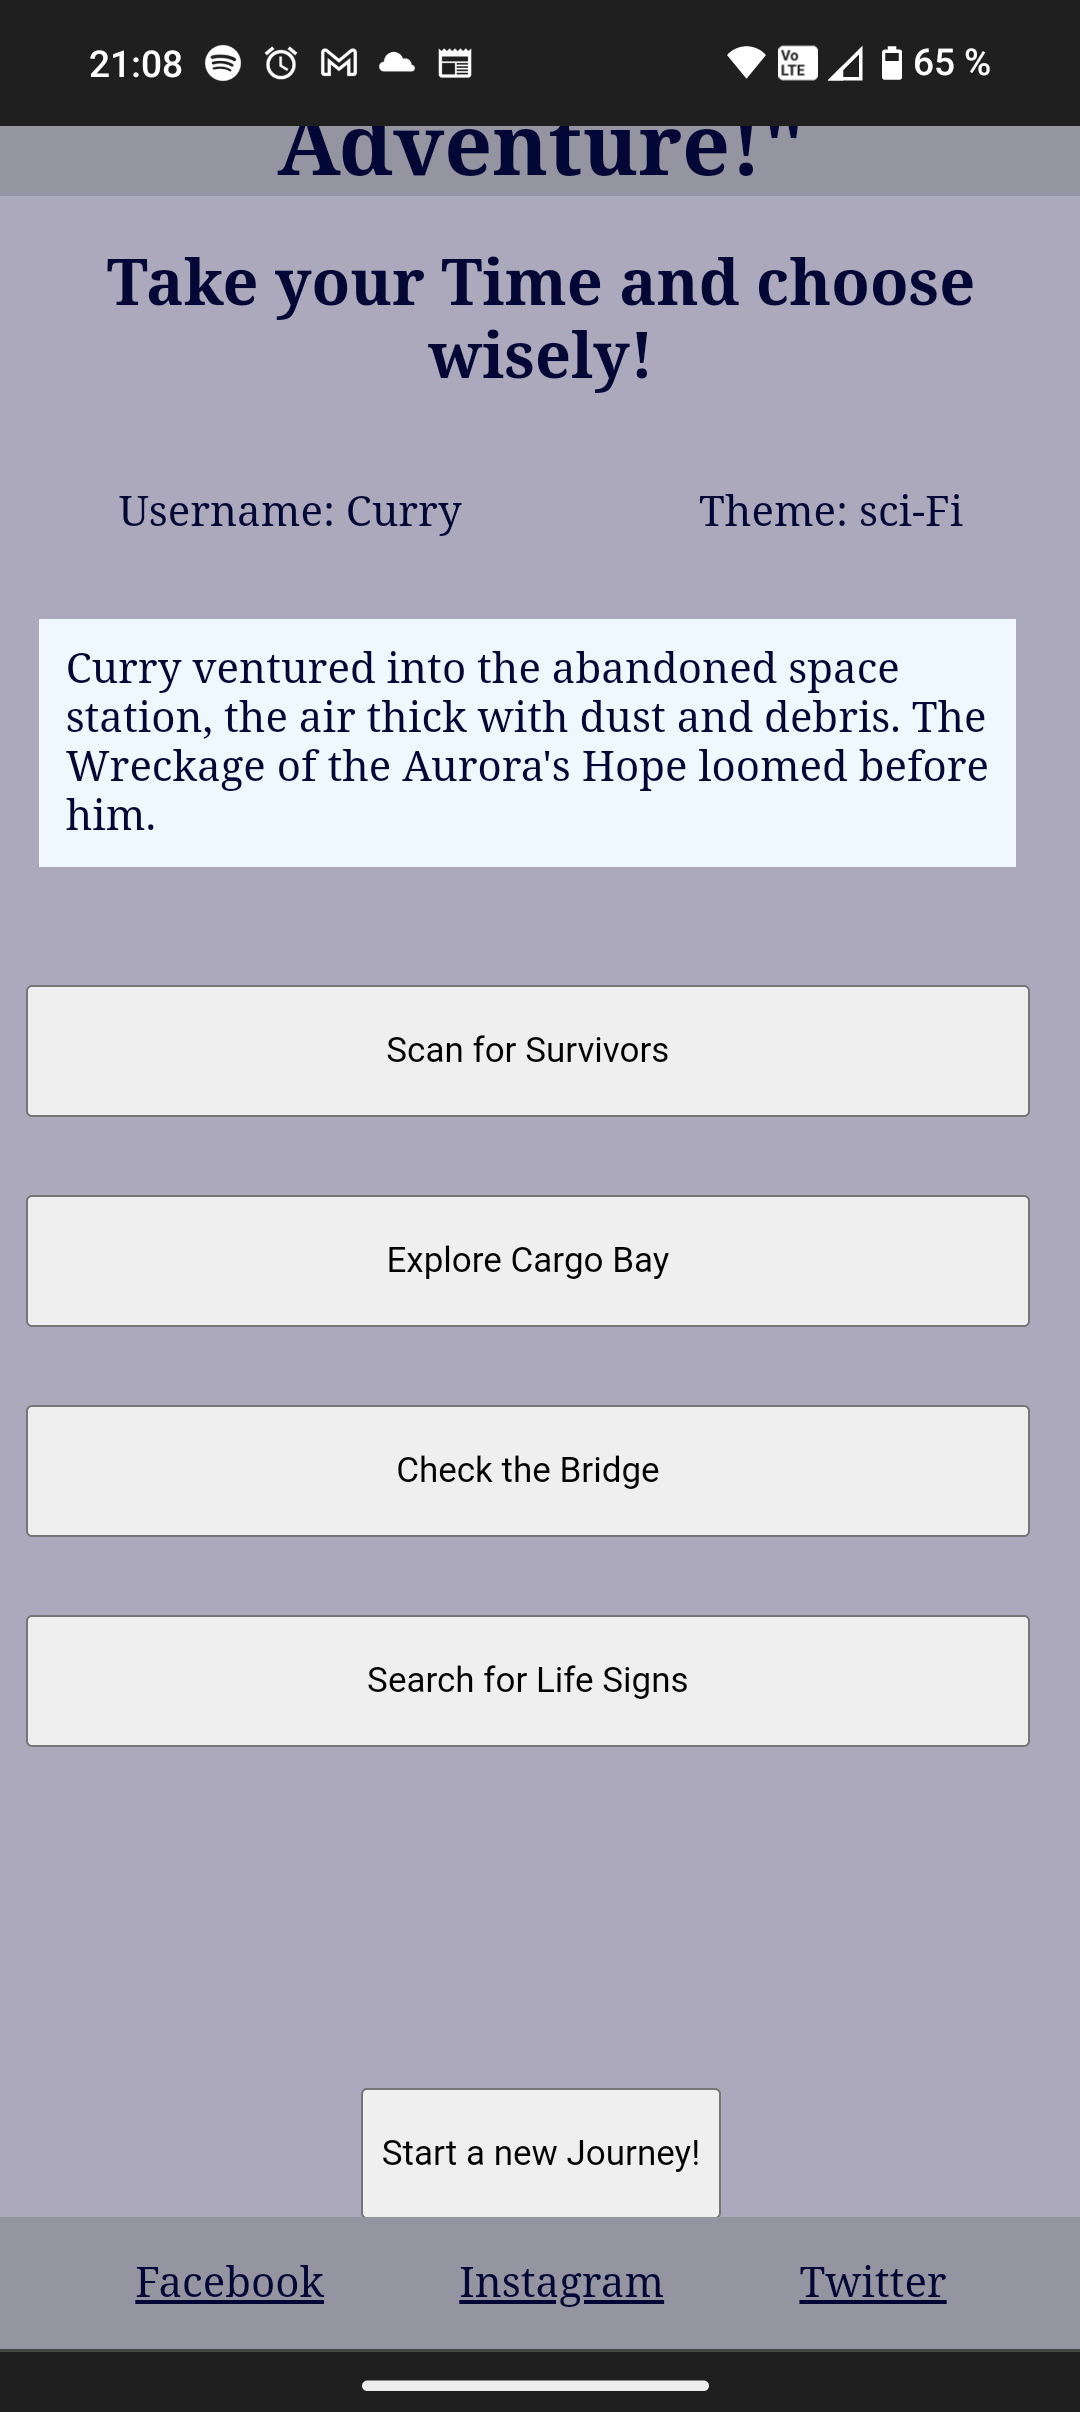 21:08
Vo LTE
65 %
Adventure!"
Take your Time and choose
wisely!
Username: Curry
Theme: sci-Fi
Curry ventured into the abandoned space
station, the air thick with dust and debris. The
Wreckage of the Aurora's Hope loomed before
him.
Scan for Survivors
Explore Cargo Bay
Check the Bridge
Search for Life Signs
Start a new Journey!
Facebook
Instagram
Twitter